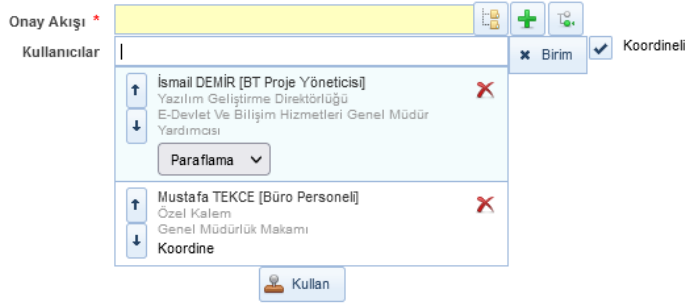 Onay Akışı *
Kullanıcılar
Birim
Koordineli
İsmail DEMİR [BT Proje Yöneticisi]
Yazılım Geliştirme Direktörlüğü
E-Devlet Ve Bilişim Hizmetleri Genel Müdür
Yardımcısı
Paraflama
Mustafa TEKCE [Büro Personeli]
Özel Kalem
Genel Müdürlük Makamı
Koordine
Kullan